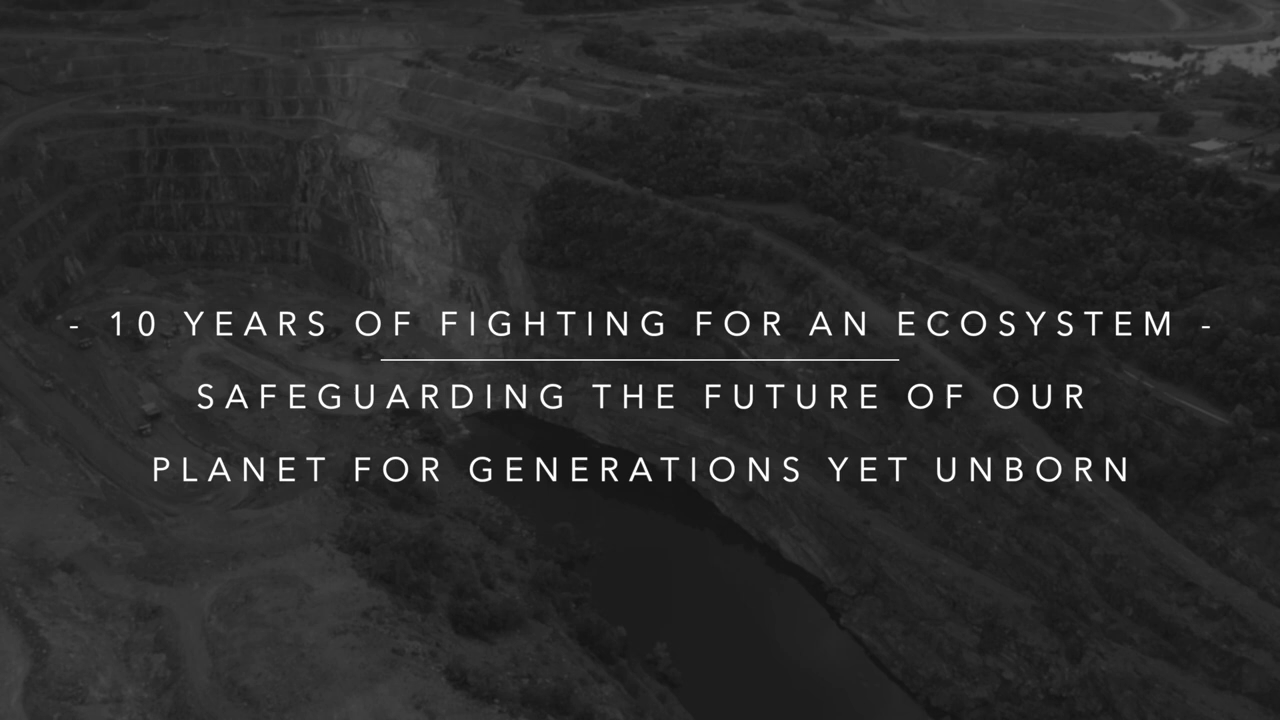 - 10 YEARS OF FIGHTING FOR AN ECOSYSTEM -
SAFEGUARDING THE FUTURE OF OUR
PLANET FOR GENERATIONS YET UNBORN